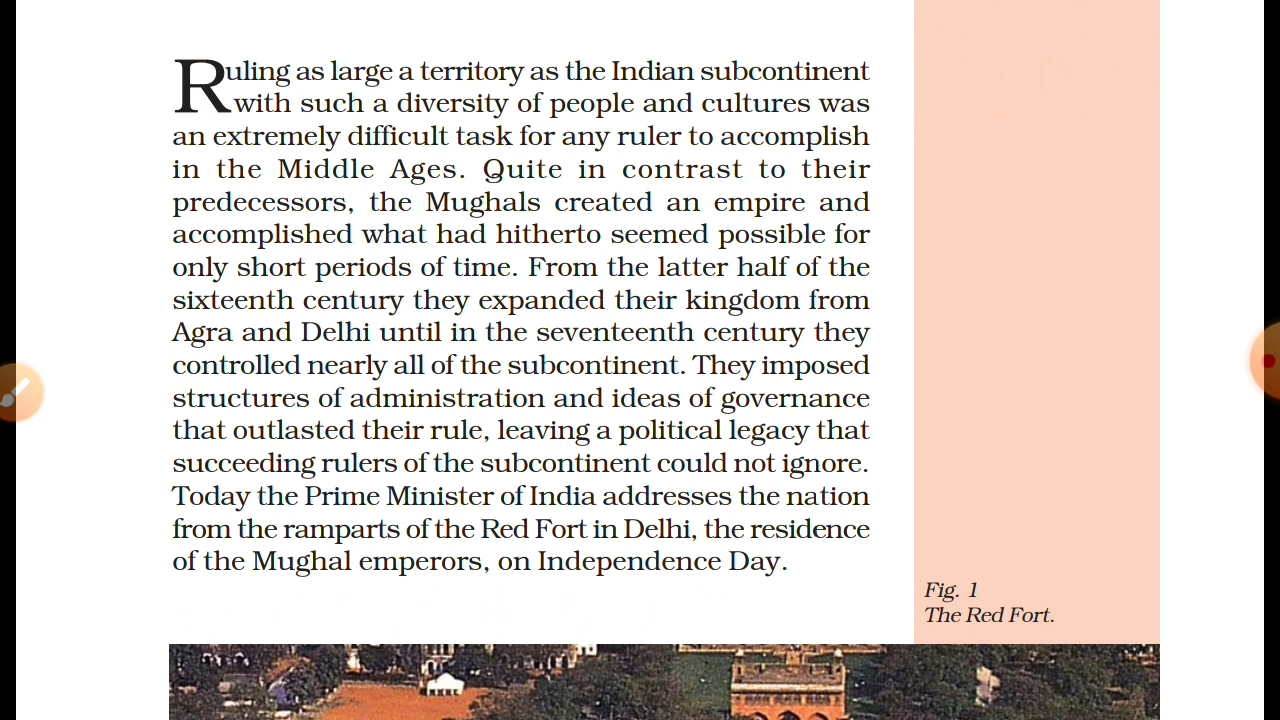 Ruling as large a territory as the Indian subcontinent
with such a diversity of people and cultures was
an extremely difficult task for any ruler to accomplish
in the Middle Ages. Quite in contrast to their
predecessors, the Mughals created an empire and
accomplished what had hitherto seemed possible for
only short periods of time. From the latter half of the
sixteenth century they expanded their kingdom from
Agra and Delhi until in the seventeenth century they
controlled nearly all of the subcontinent. They imposed
structures of administration and ideas of governance
that outlasted their rule, leaving a political legacy that
succeeding rulers of the subcontinent could not ignore.
Today the Prime Minister of India addresses the nation
from the ramparts of the Red Fort in Delhi, the residence
of the Mughal emperors, on Independence Day.
Fig. 1
The Red Fort.